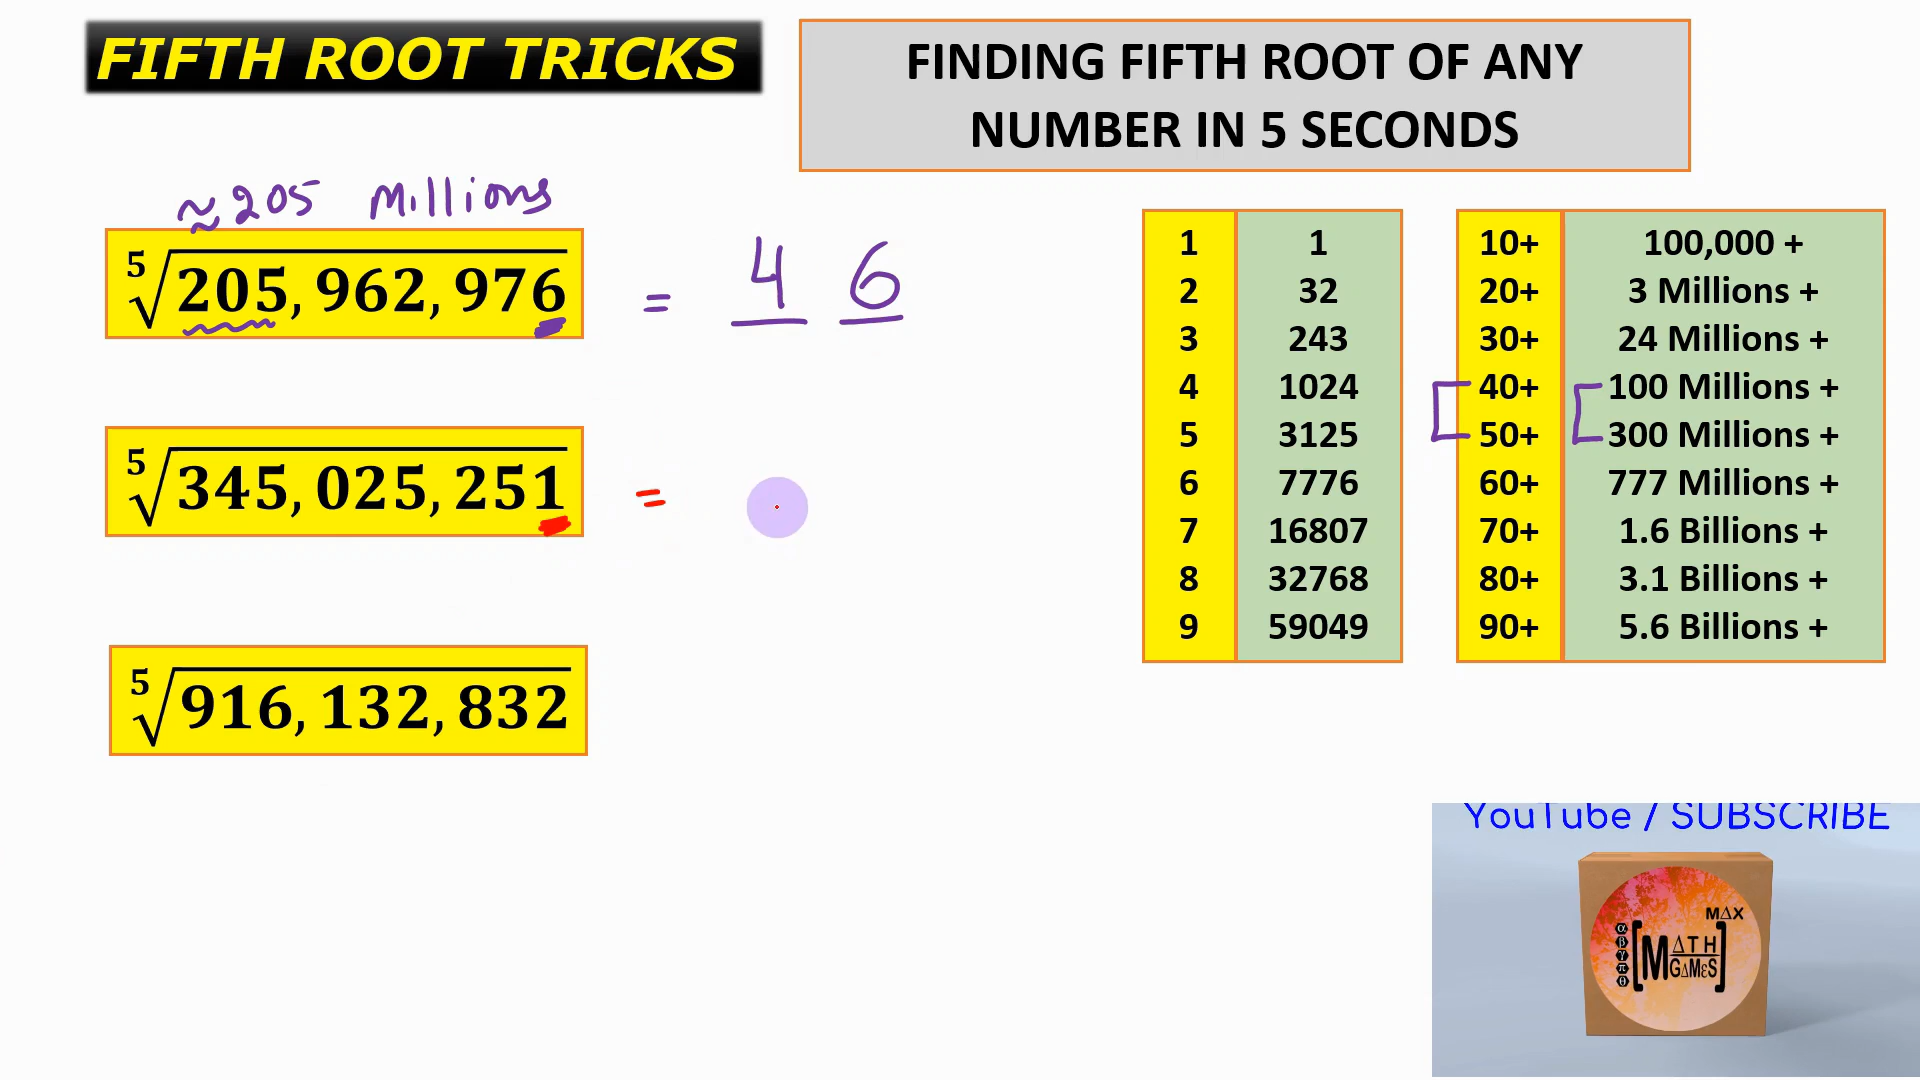 FIFTH ROOT TRICKS
FINDING FIFTH ROOT OF ANY
NUMBER IN 5 SECONDS
≈ 205 Millions
5√205,962,976 = 4 6
5√345,025,251 =
5√916,132,832
1 1
2 32
3 243
4 1024
5 3125
6 7776
7 16807
8 32768
9 59049
10+ 100,000 +
20+ 3 Millions +
30+ 24 Millions +
40+ 100 Millions +
50+ 300 Millions +
60+ 777 Millions +
70+ 1.6 Billions +
80+ 3.1 Billions +
90+ 5.6 Billions +
YouTube / SUBSCRIBE
MΔX
α
β
γ
π
θ
[MΔTH
GΔMεS]